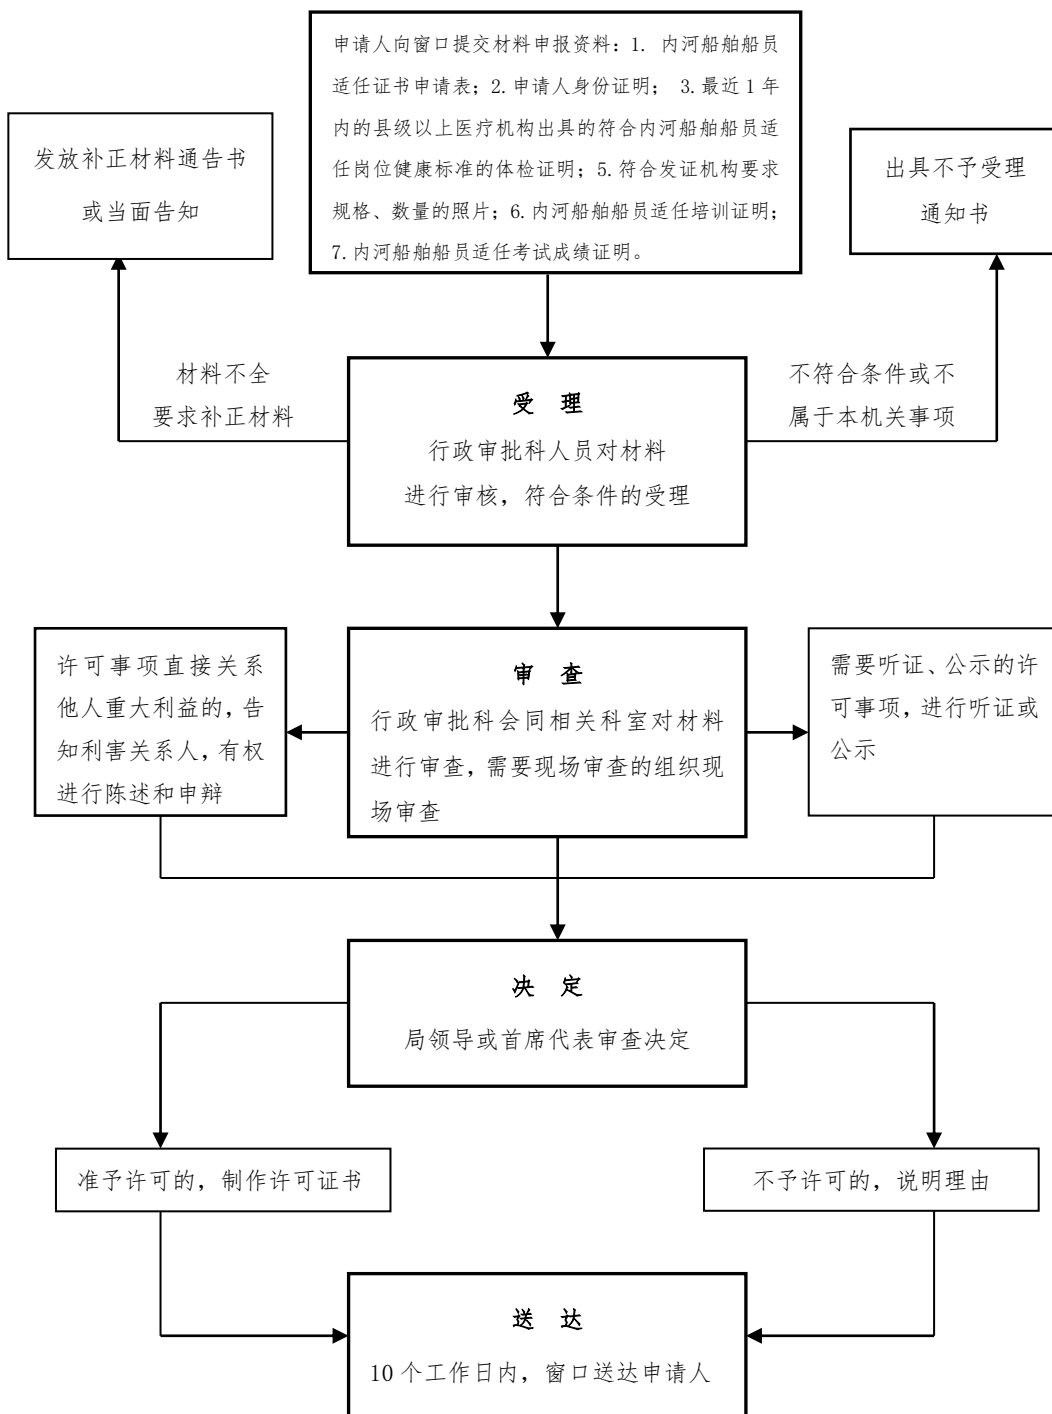 申请人向窗口提交材料申报资料：1. 内河船舶船员
适任证书申请表；2.申请人身份证明； 3.最近1年
内的县级以上医疗机构出具的符合内河船舶船员适
任岗位健康标准的体检证明；5.符合发证机构要求
规格、数量的照片；6.内河船舶船员适任培训证明；
7.内河船舶船员适任考试成绩证明。
发放补正材料通告书
或当面告知
出具不予受理
通知书
材料不全
要求补正材料
不符合条件或不
属于本机关事项
受 理
行政审批科人员对材料
进行审核，符合条件的受理
许可事项直接关系
他人重大利益的，告
知利害关系人，有权
进行陈述和申辩
审 查
行政审批科会同相关科室对材料
进行审查，需要现场审查的组织现
场审查
需要听证、公示的许
可事项，进行听证或
公示
决 定
局领导或首席代表审查决定
准予许可的，制作许可证书
不予许可的，说明理由
送 达
10个工作日内，窗口送达申请人